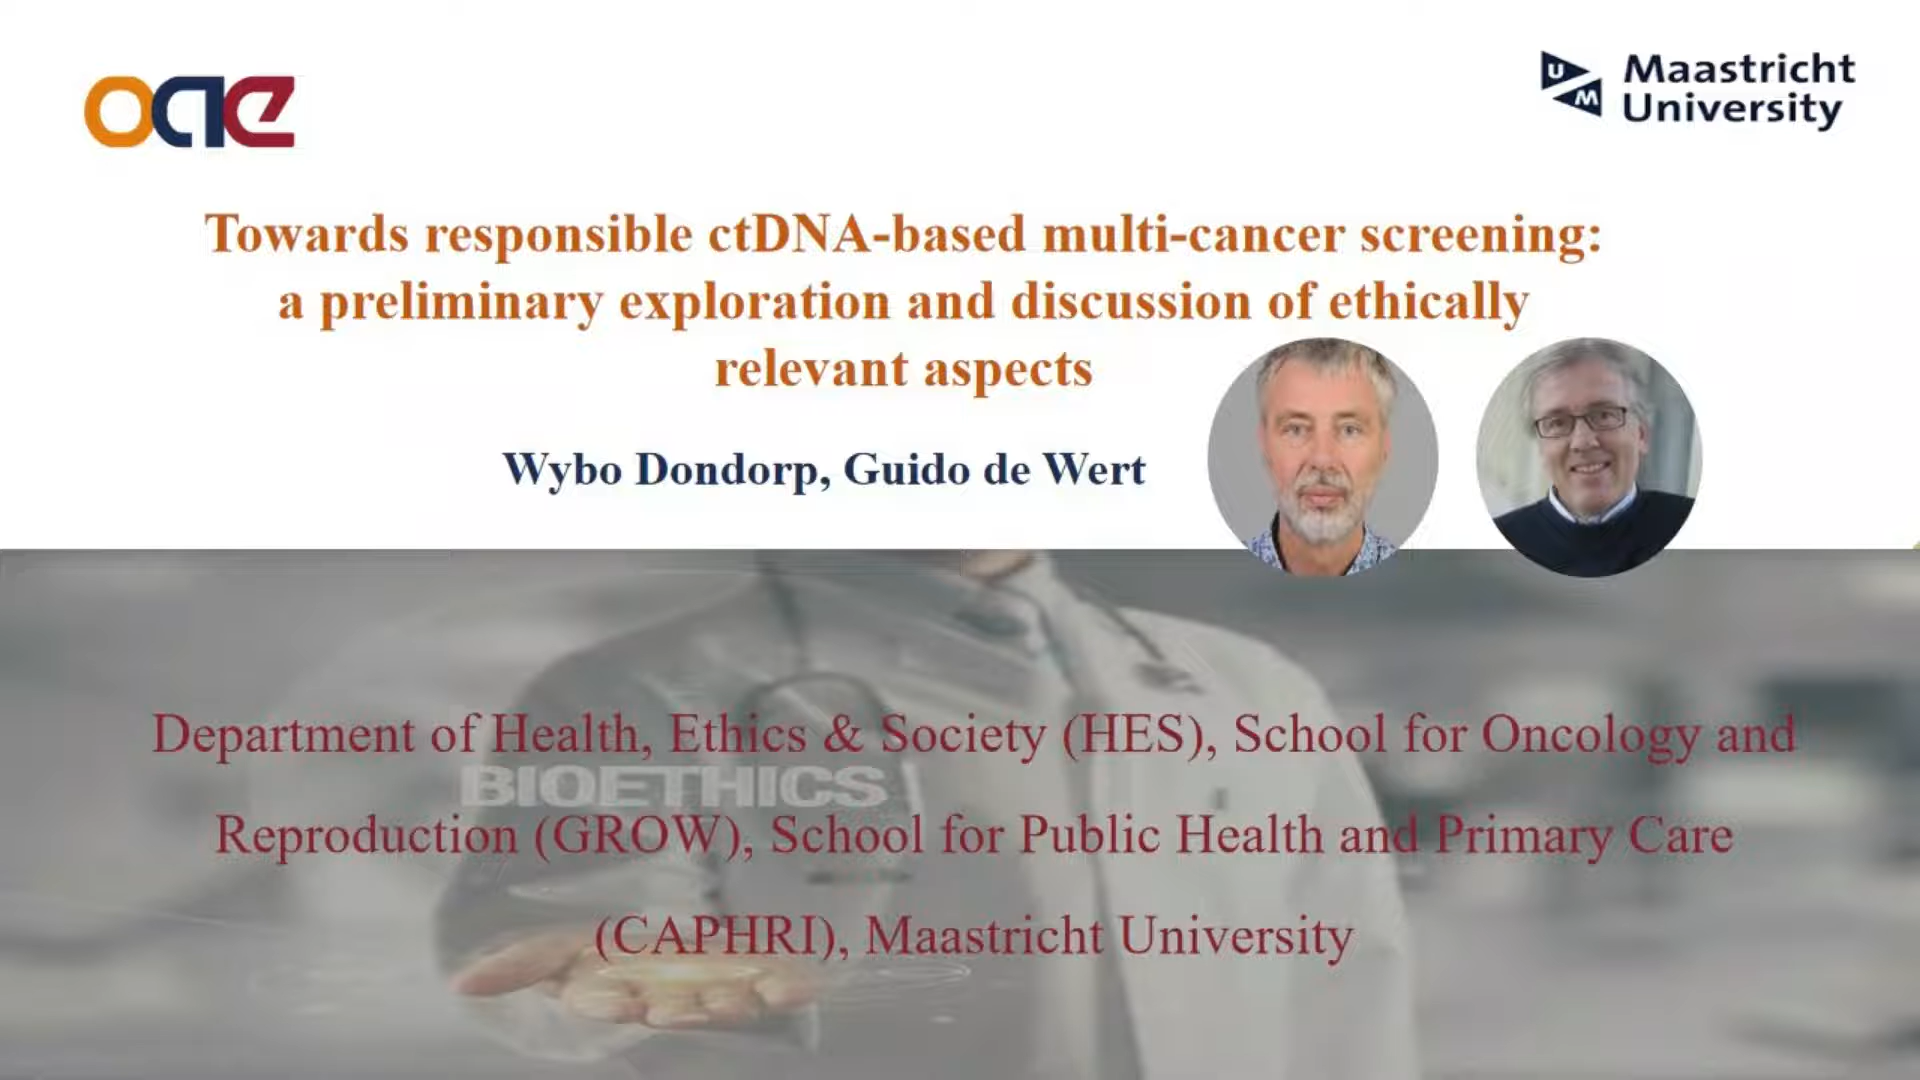 oae
UM
Maastricht
University
Towards responsible ctDNA-based multi-cancer screening:
a preliminary exploration and discussion of ethically
relevant aspects
Wybo Dondorp, Guido de Wert
Department of Health, Ethics & Society (HES), School for Oncology and
BIOETHICS
Reproduction (GROW), School for Public Health and Primary Care
(CAPHRI), Maastricht University